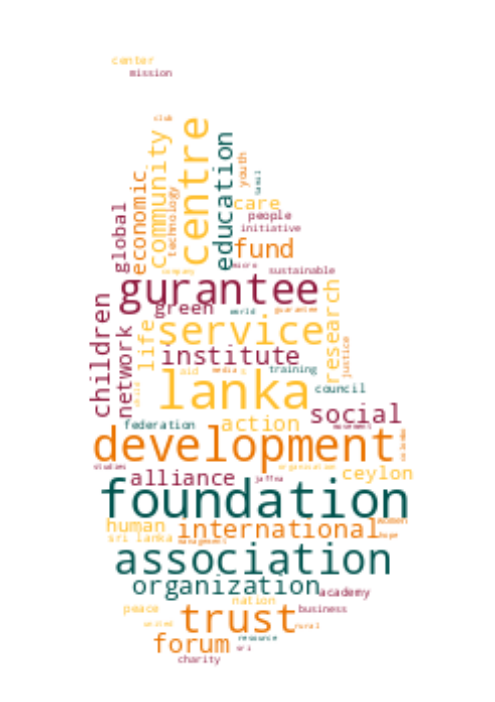 center
mission
club
centre
community
education
economic
youth
tamil
technology
care
global
people
initiative
fund
micro
sustainable
company
gurantee
children
green
world
guarantee
research
network
life
service
justice
institute
aid
media
training
child
lanka
council
social
federation
action
movement
development
colombo
studies
organisation
alliance
jaffna
ceylon
foundation
human
international
women
hope
sri lanka
management
association
organization
academy
nation
peace
business
trust
united
rural
forum
resource
sri
charity